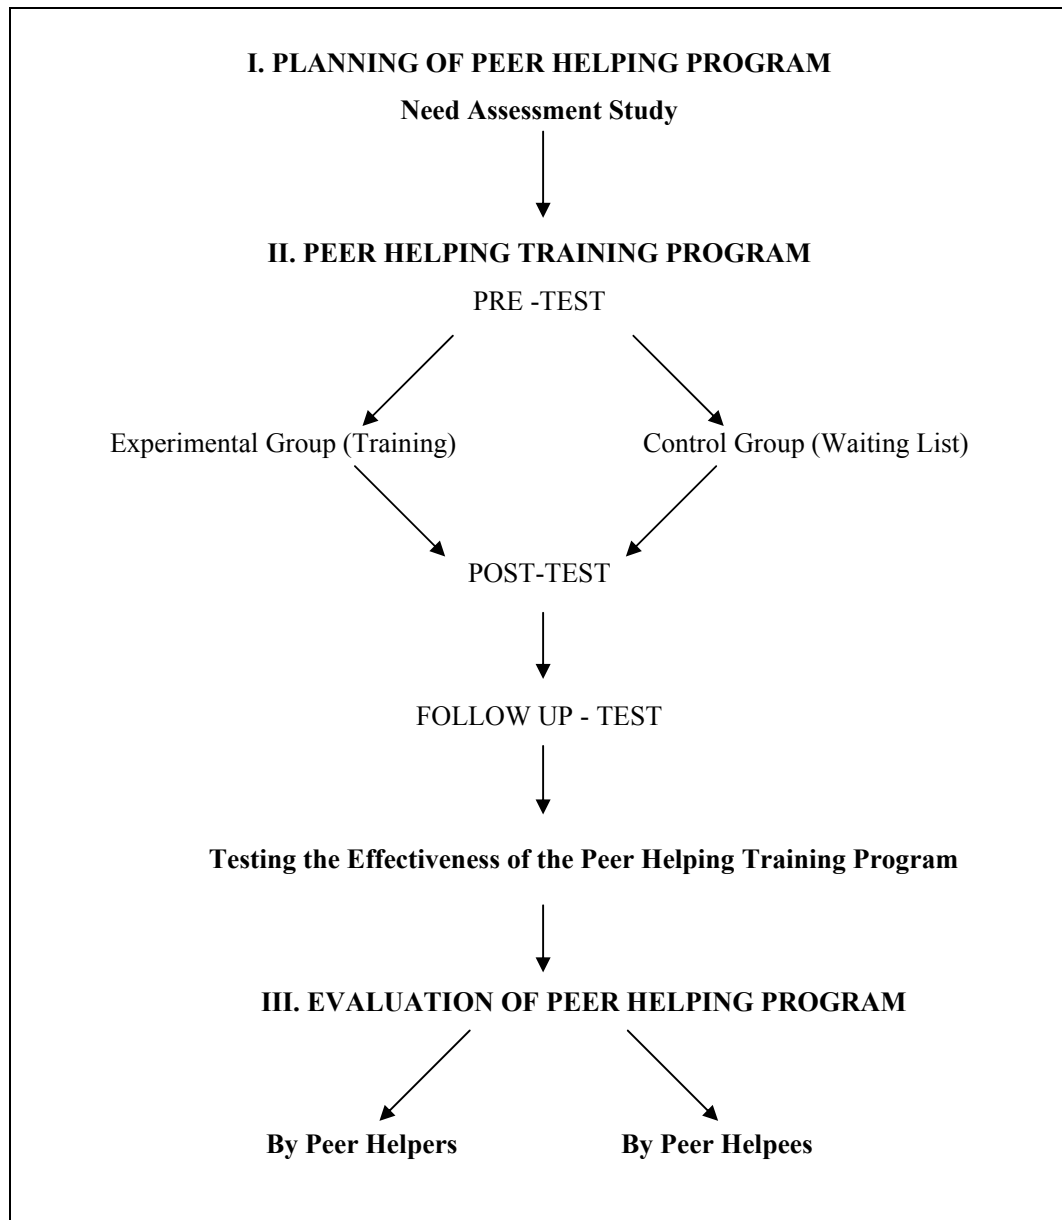 I. PLANNING OF PEER HELPING PROGRAM
Need Assessment Study
II. PEER HELPING TRAINING PROGRAM
PRE -TEST
Experimental Group (Training) Control Group (Waiting List)
POST-TEST
FOLLOW UP - TEST
Testing the Effectiveness of the Peer Helping Training Program
III. EVALUATION OF PEER HELPING PROGRAM
By Peer Helpers By Peer Helpees